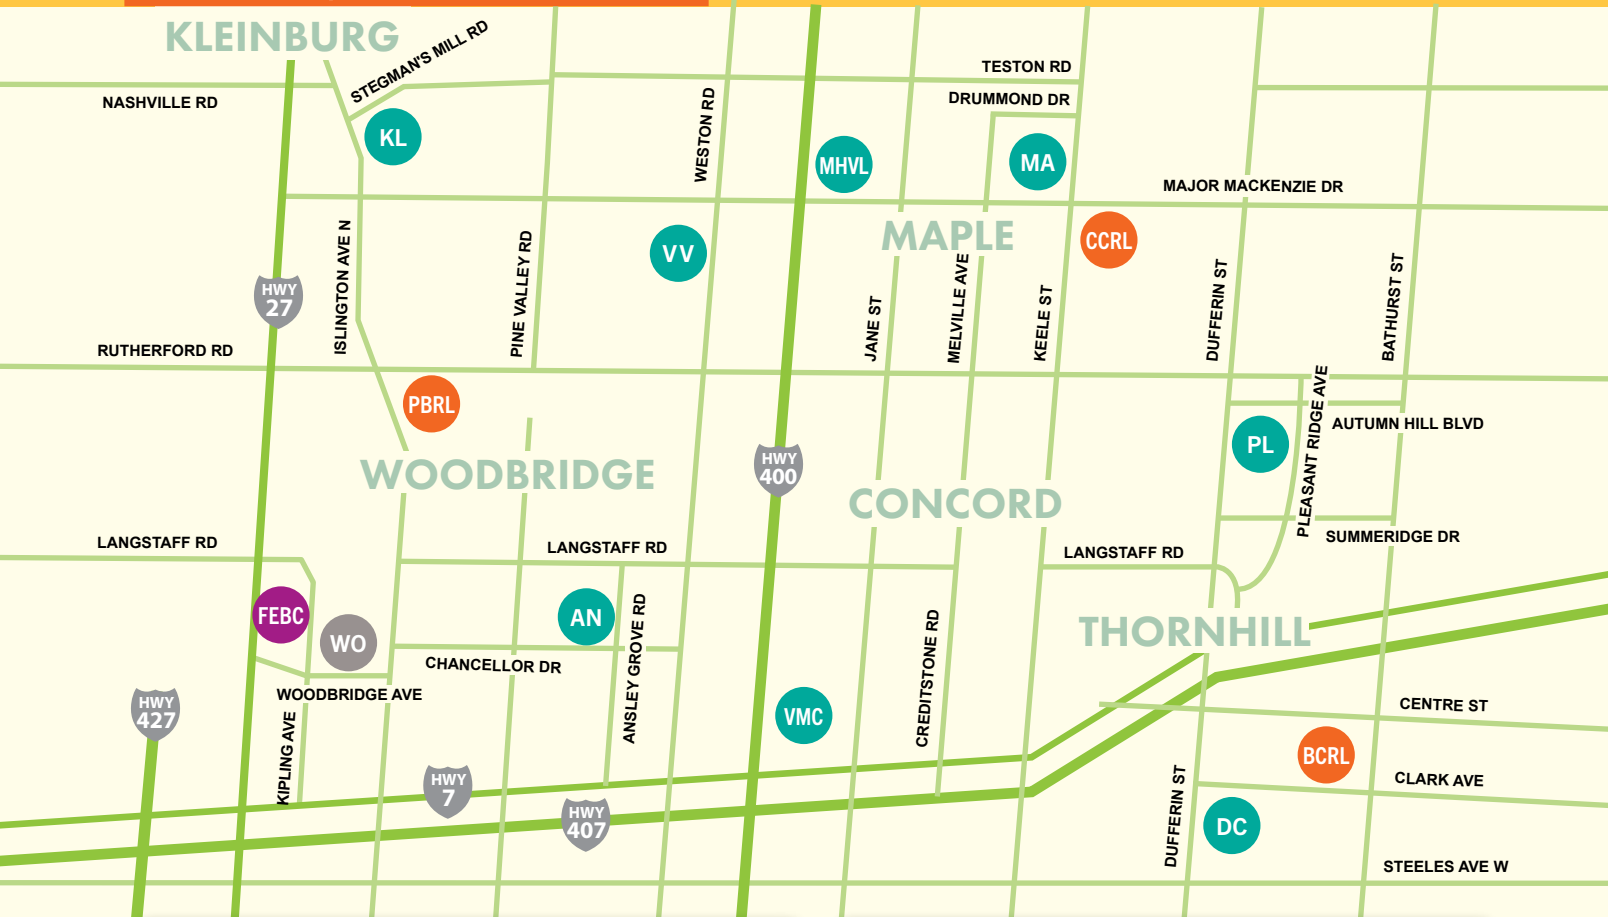 KLEINBURG
STEGMAN'S MILL RD
TESTON RD
NASHVILLE RD
DRUMMOND DR
WESTON RD
KL
MHVL
MA
MAJOR MACKENZIE DR
MAPLE
CCRL
VV
ISLINGTON AVE N
PINE VALLEY RD
HWY
27
JANE ST
MELVILLE AVE
KEELE ST
DUFFERIN ST
BATHURST ST
RUTHERFORD RD
PBRL
PLEASANT RIDGE AVE
AUTUMN HILL BLVD
PL
WOODBRIDGE
HWY
400
CONCORD
LANGSTAFF RD
LANGSTAFF RD
LANGSTAFF RD
SUMMERIDGE DR
FEBC
WO
AN
ANSLEY GROVE RD
CREDITSTONE RD
THORNHILL
CHANCELLOR DR
WOODBRIDGE AVE
HWY
427
KIPLING AVE
VMC
CENTRE ST
BCRL
CLARK AVE
HWY
7
HWY
407
DUFFERIN ST
DC
STEELES AVE W